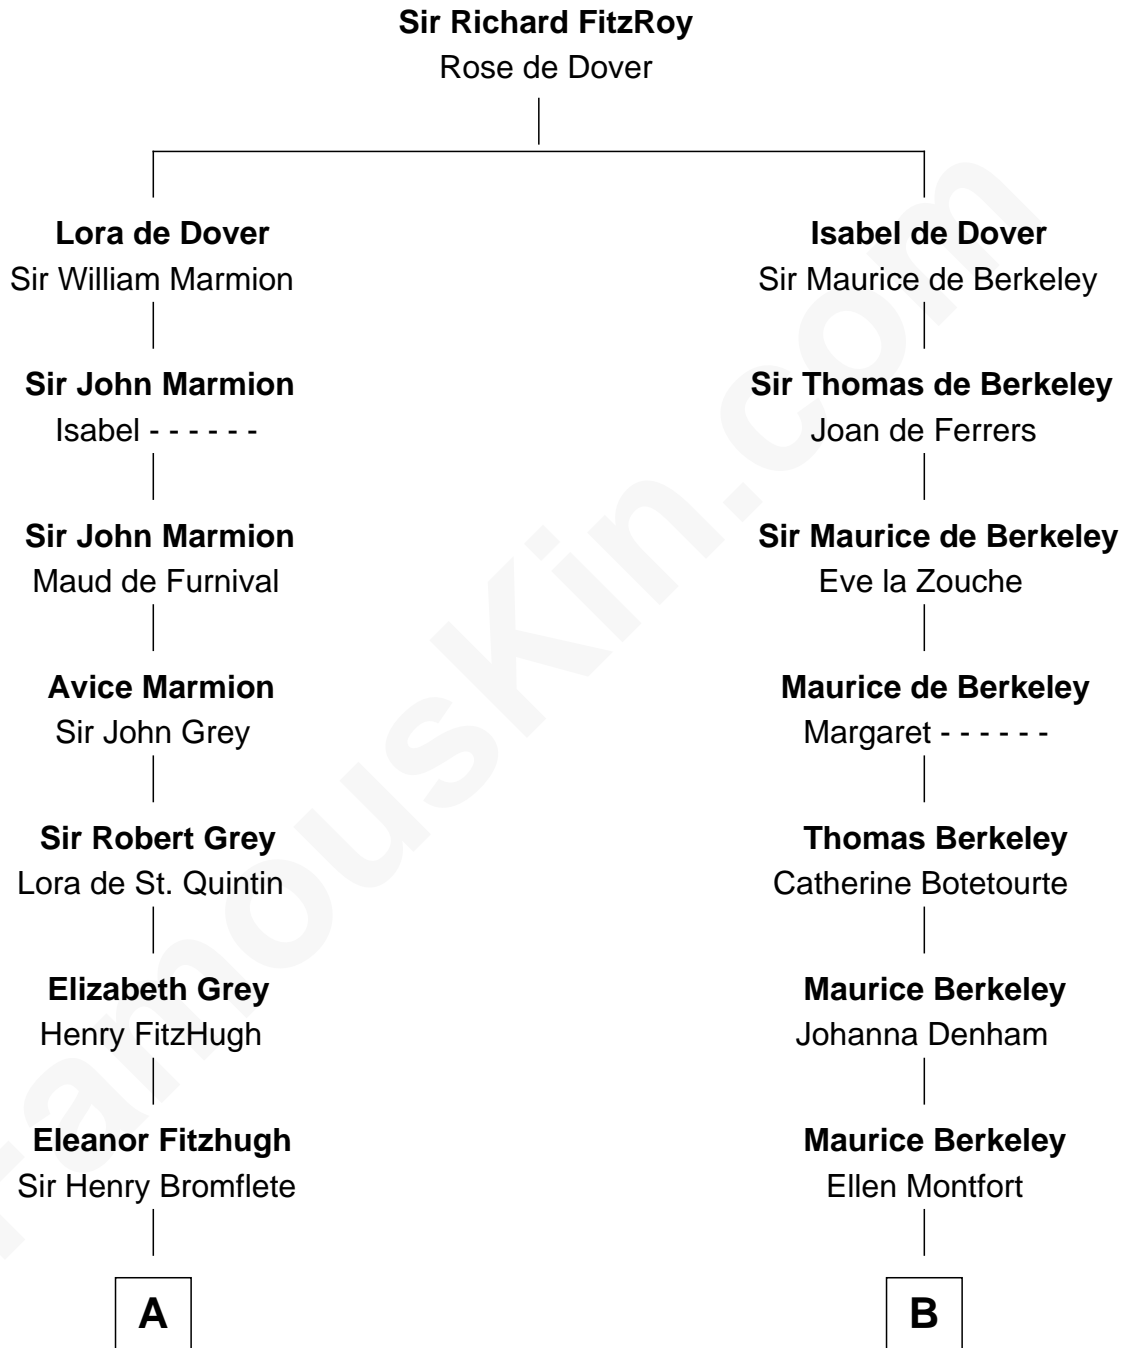 Sir Richard FitzRoy
Rose de Dover
Lora de Dover
Sir William Marmion
Sir John Marmion
Isabel - - - - - -
Sir John Marmion
Maud de Furnival
Avice Marmion
Sir John Grey
Sir Robert Grey
Lora de St. Quintin
Elizabeth Grey
Henry FitzHugh
Eleanor Fitzhugh
Sir Henry Bromflete
A
Isabel de Dover
Sir Maurice de Berkeley
Sir Thomas de Berkeley
Joan de Ferrers
Sir Maurice de Berkeley
Eve la Zouche
Maurice de Berkeley
Margaret - - - - - -
Thomas Berkeley
Catherine Botetourte
Maurice Berkeley
Johanna Denham
Maurice Berkeley
Ellen Montfort
B
FamousKin.com